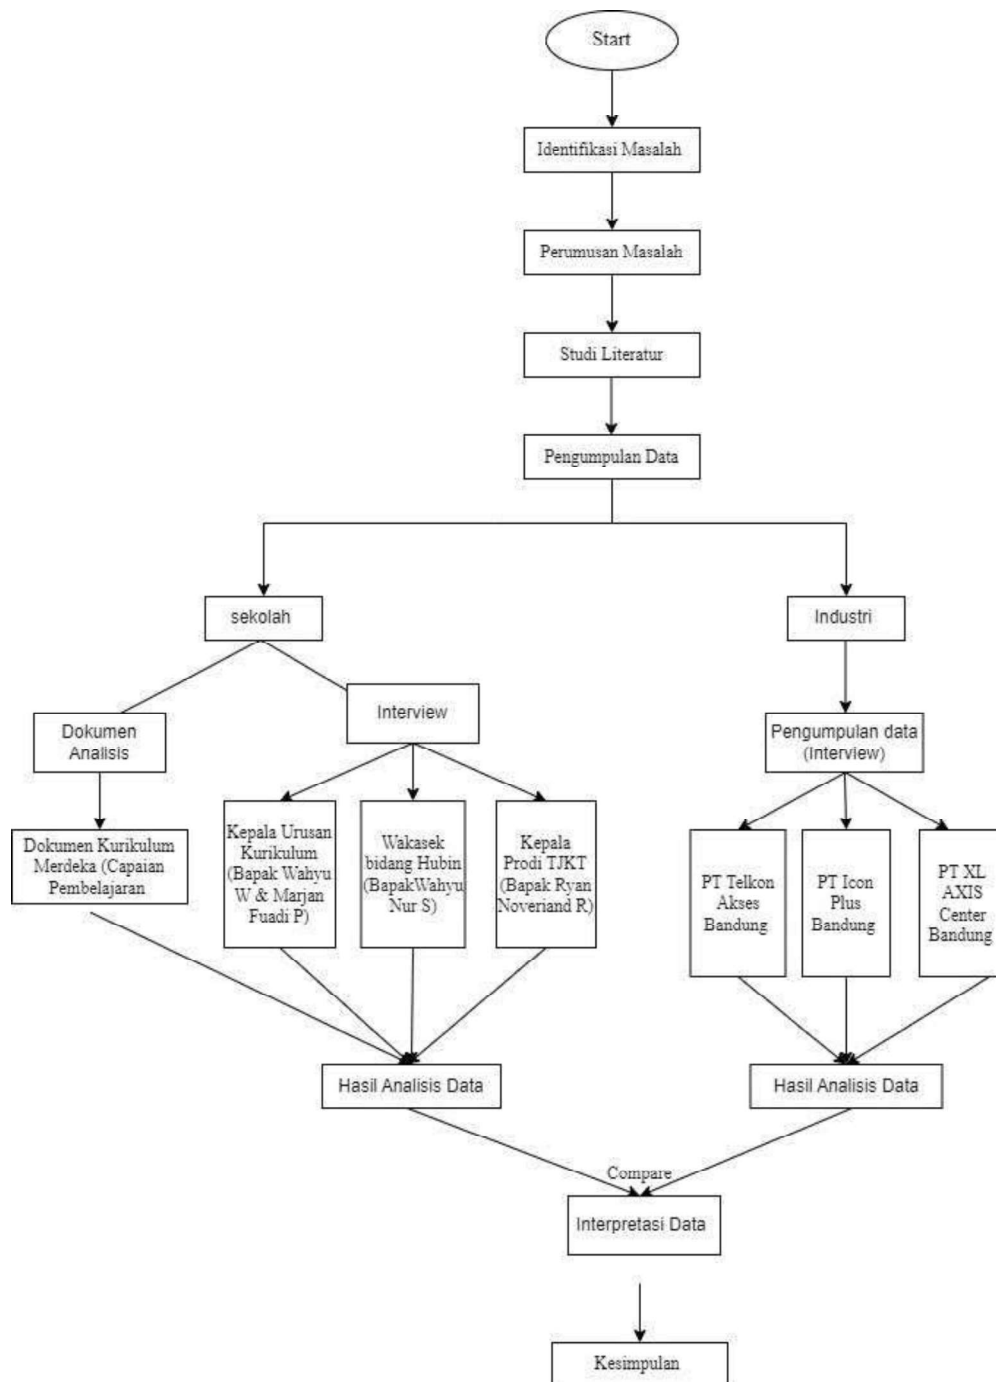 Start
Identifikasi Masalah
Perumusan Masalah
Studi Literatur
Pengumpulan Data
sekolah
Industri
Dokumen
Analisis
Interview
Pengumpulan data
(Interview)
Dokumen Kurikulum
Merdeka (Capaian
Pembelajaran
Kepala Urusan
Kurikulum
(Bapak Wahyu
W & Marjan
Fuadi P)
Wakasek
bidang Hubin
(BapakWahyu
Nur S)
Kepala
Prodi TJKT
(Bapak Ryan
Noveriand R)
PT Telkon
Akses
Bandung
PT Icon
Plus
Bandung
PT XL
AXIS
Center
Bandung
Hasil Analisis Data
Hasil Analisis Data
Compare
Interpretasi Data
Kesimpulan